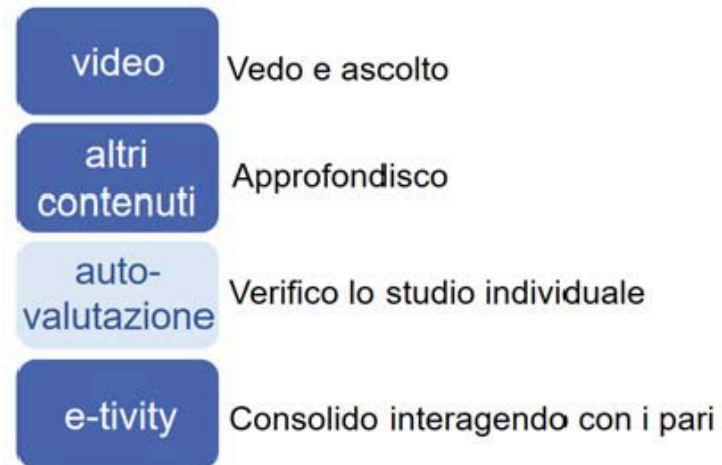 video
Vedo e ascolto
altri
contenuti
Approfondisco
auto-
valutazione
Verifico lo studio individuale
e-tivity
Consolido interagendo con i pari